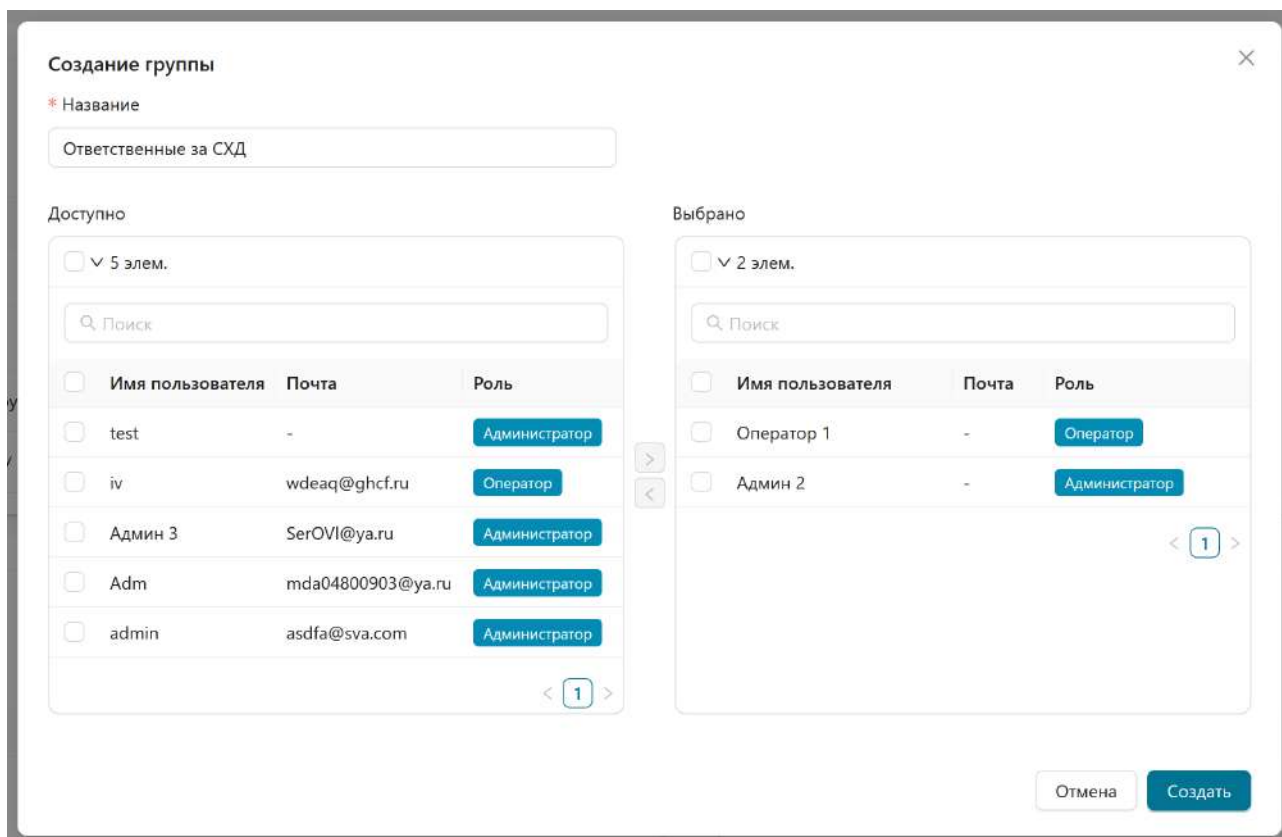 Создание группы
* Название
Ответственные за СХД
Доступно
5 элем.
Поиск
Имя пользователя Почта Роль
test - Администратор
iv wdeaq@ghcf.ru Оператор
Админ 3 SerOVl@ya.ru Администратор
Adm mda04800903@ya.ru Администратор
admin asdfa@sva.com Администратор
< 1 >
> <
Выбрано
2 элем.
Поиск
Имя пользователя Почта Роль
Оператор 1 - Оператор
Админ 2 - Администратор
< 1 >
Отмена Создать